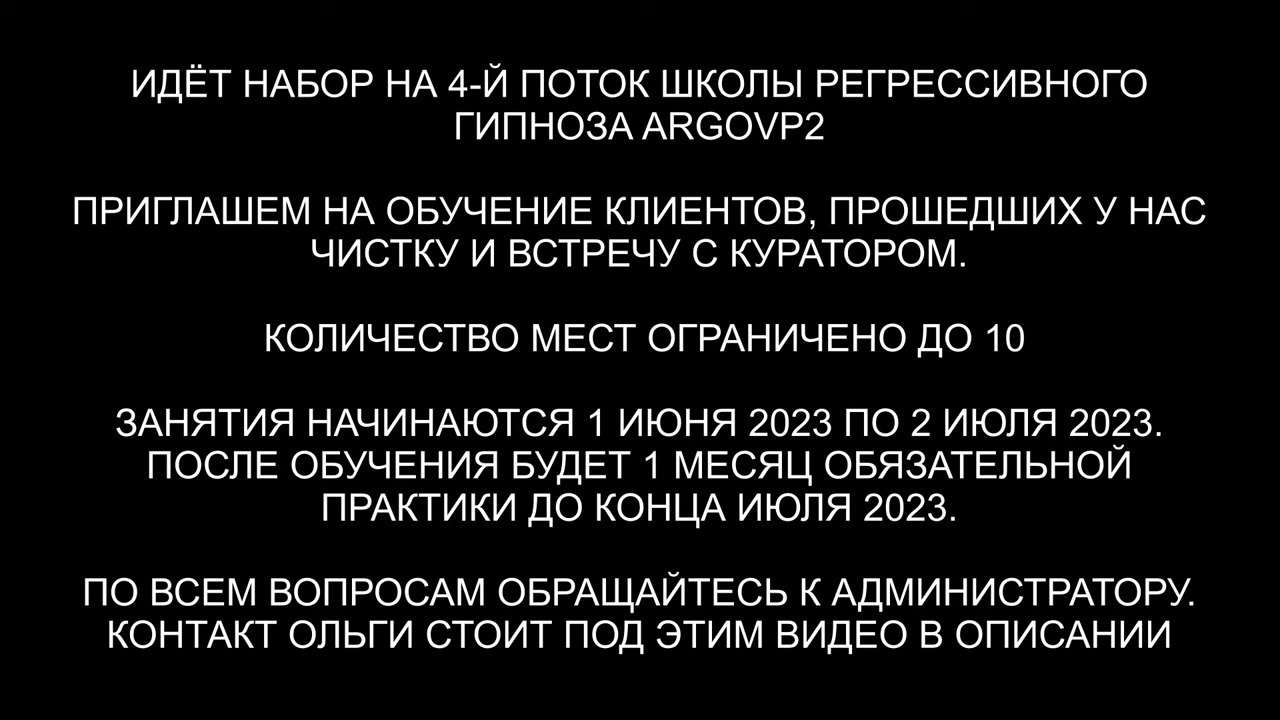 ИДЁТ НАБОР НА 4-Й ПОТОК ШКОЛЫ РЕГРЕССИВНОГО
ГИПНОЗА ARGOVP2
ПРИГЛАШЕМ НА ОБУЧЕНИЕ КЛИЕНТОВ, ПРОШЕДШИХ У НАС
ЧИСТКУ И ВСТРЕЧУ С КУРАТОРОМ.
КОЛИЧЕСТВО МЕСТ ОГРАНИЧЕНО ДО 10
ЗАНЯТИЯ НАЧИНАЮТСЯ 1 ИЮНЯ 2023 ПО 2 ИЮЛЯ 2023.
ПОСЛЕ ОБУЧЕНИЯ БУДЕТ 1 МЕСЯЦ ОБЯЗАТЕЛЬНОЙ
ПРАКТИКИ ДО КОНЦА ИЮЛЯ 2023.
ПО ВСЕМ ВОПРОСАМ ОБРАЩАЙТЕСЬ К АДМИНИСТРАТОРУ.
КОНТАКТ ОЛЬГИ СТОИТ ПОД ЭТИМ ВИДЕО В ОПИСАНИИ